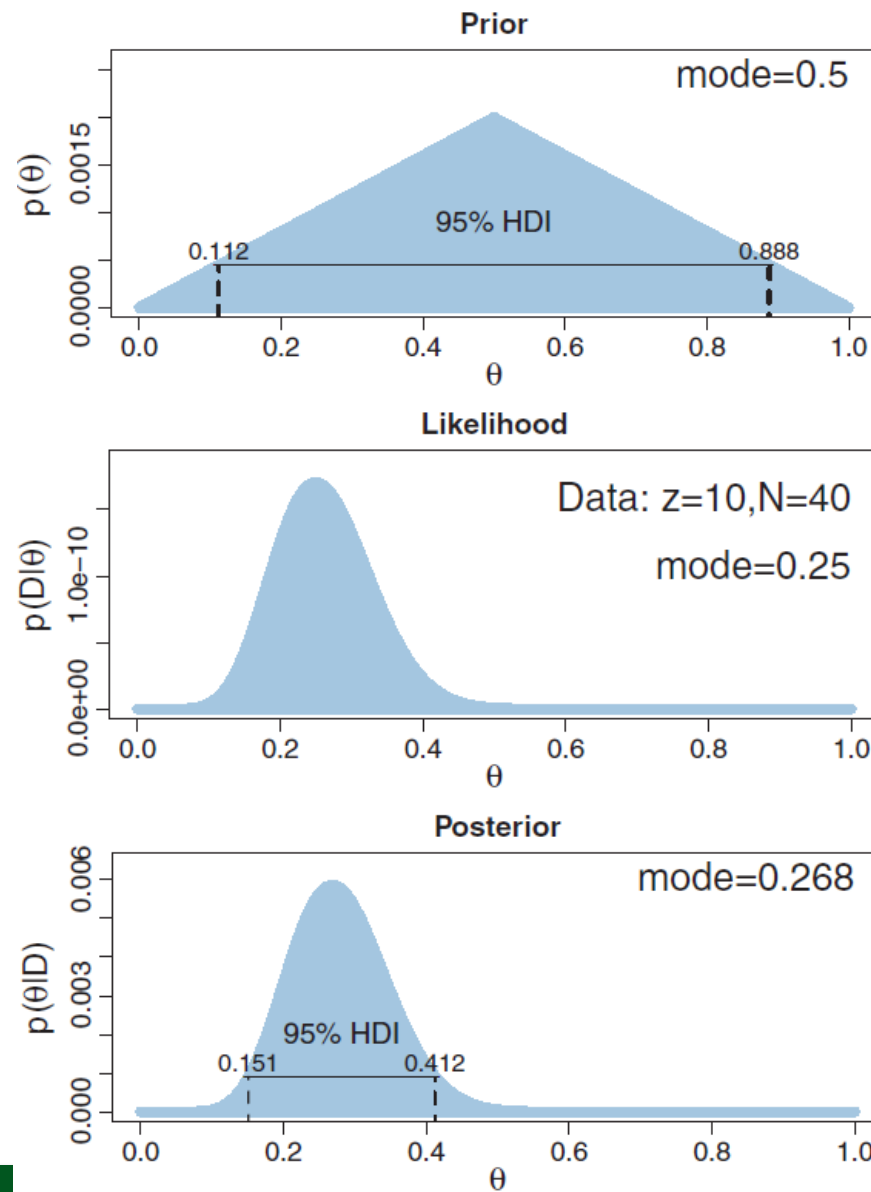 Prior
mode=0.5
p(θ)
0.0015
0.0000
95% HDI
0.112
0.888
0.0 0.2 0.4 0.6 0.8 1.0
θ
Likelihood
Data: z=10,N=40
mode=0.25
p(D|θ)
1.0e−10
0.0e+00
0.0 0.2 0.4 0.6 0.8 1.0
θ
Posterior
mode=0.268
p(θ|D)
0.006
0.003
0.000
95% HDI
0.151
0.412
0.0 0.2 0.4 0.6 0.8 1.0
θ